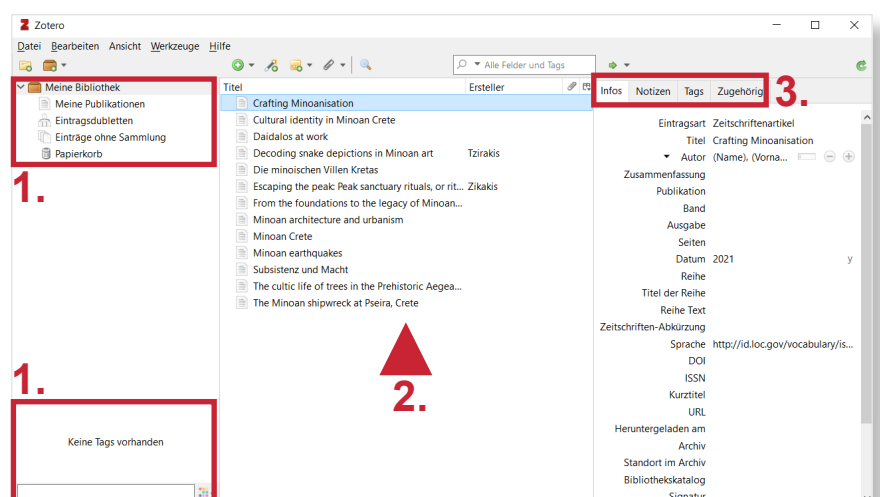 Zotero
Datei Bearbeiten Ansicht Werkzeuge Hilfe
Alle Felder und Tags
Meine Bibliothek
Meine Publikationen
Eintragsdubletten
Einträge ohne Sammlung
Papierkorb
1.
1.
Keine Tags vorhanden
Titel Ersteller
Crafting Minoanisation
Cultural identity in Minoan Crete
Daidalos at work
Decoding snake depictions in Minoan art Tzirakis
Die minoischen Villen Kretas
Escaping the peak: Peak sanctuary rituals, or rit... Zikakis
From the foundations to the legacy of Minoan...
Minoan architecture and urbanism
Minoan Crete
Minoan earthquakes
Subsistenz und Macht
The cultic life of trees in the Prehistoric Aegea...
The Minoan shipwreck at Pseira, Crete
2.
Infos Notizen Tags Zugehörig
3.
Eintragsart Zeitschriftenartikel
Titel Crafting Minoanisation
Autor (Name), (Vorna...
Zusammenfassung
Publikation
Band
Ausgabe
Seiten
Datum 2021 y
Reihe
Titel der Reihe
Reihe Text
Zeitschriften-Abkürzung
Sprache http://id.loc.gov/vocabulary/is...
DOI
ISSN
Kurztitel
URL
Heruntergeladen am
Archiv
Standort im Archiv
Bibliothekskatalog
Signatur